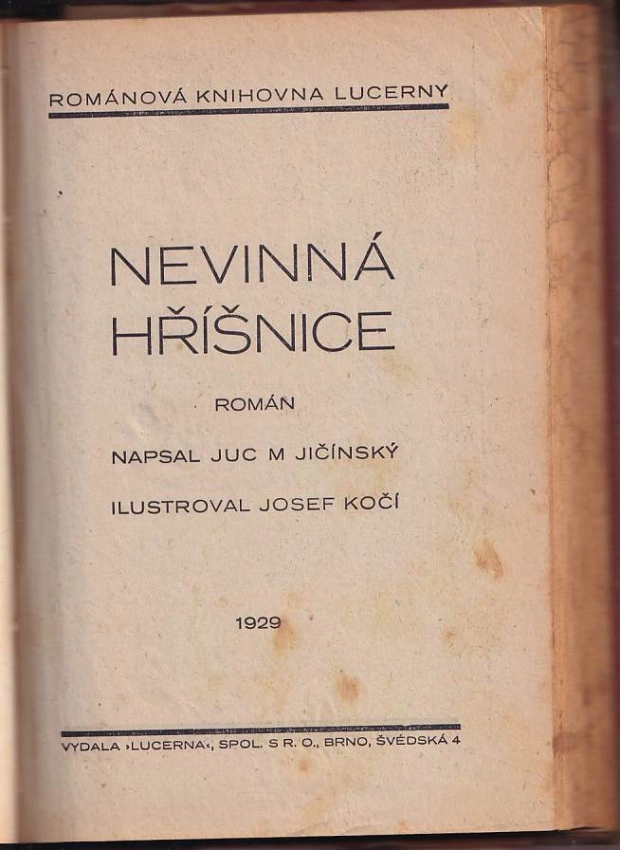 ROMÁNOVÁ KNIHOVNA LUCERNY
NEVINNÁ
HŘÍŠNICE
ROMÁN
NAPSAL JUC M JIČÍNSKÝ
ILUSTROVAL JOSEF KOČÍ
1929
VYDALA ›LUCERNA‹, SPOL. S R. O., BRNO, ŠVÉDSKÁ 4